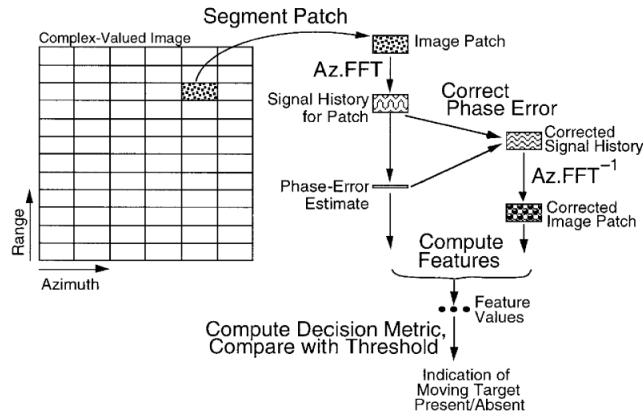 Segment Patch
Complex-Valued Image
Image Patch
Az.FFT
Signal History
for Patch
Correct
Phase Error
Corrected
Signal History
Az.FFT⁻¹
Phase-Error
Estimate
Corrected
Image Patch
Range
Azimuth
Compute
Features
Feature
Values
Compute Decision Metric,
Compare with Threshold
Indication of
Moving Target
Present/Absent